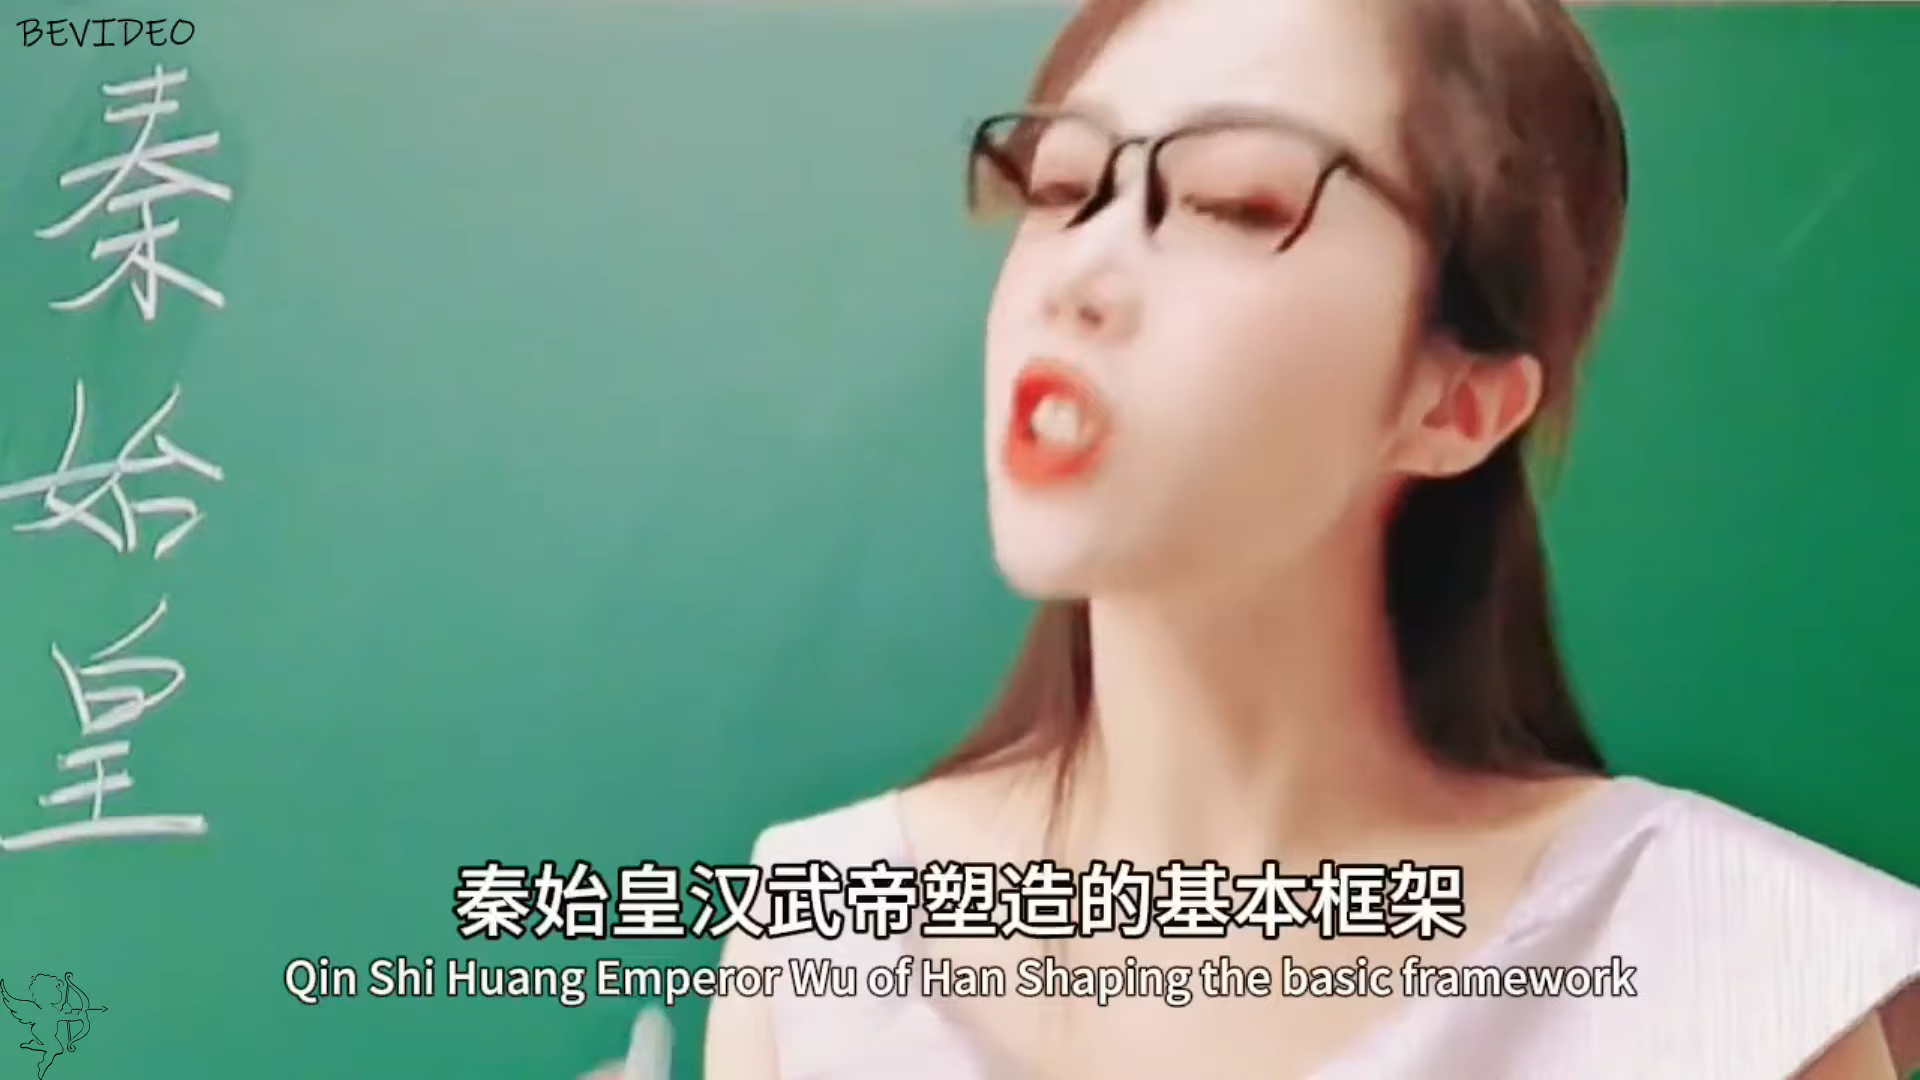 BEVIDEO
秦
始
皇
秦始皇汉武帝塑造的基本框架
Qin Shi Huang Emperor Wu of Han Shaping the basic framework